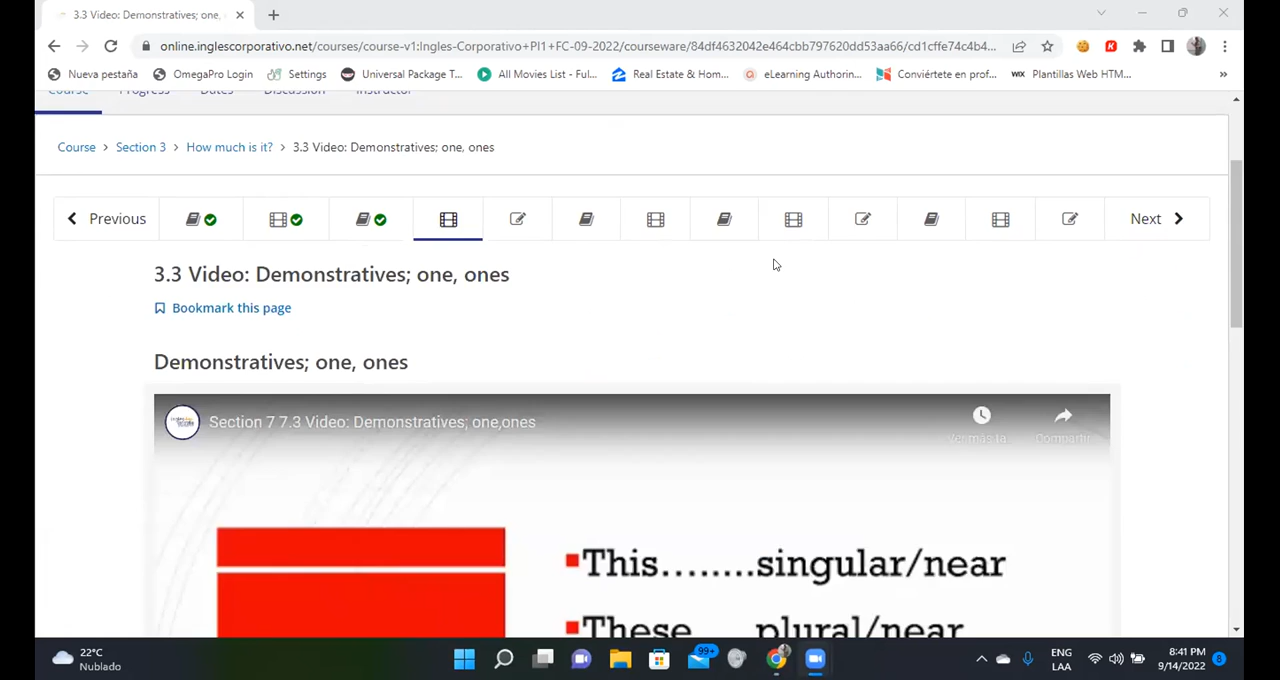 3.3 Video: Demonstratives; one,
online.inglescorporativo.net/courses/course-v1:Ingles-Corporativo+PI1+FC-09-2022/courseware/84df4632042e464cbb797620dd53aa66/cd1cffe74c4b4...
Nueva pestaña
OmegaPro Login
Settings
Universal Package T...
All Movies List - Ful...
Real Estate & Hom...
eLearning Authorin...
Conviértete en prof...
WIX Plantillas Web HTM...
»
Course Progress Dates Discussion Instructor
Course > Section 3 > How much is it? > 3.3 Video: Demonstratives; one, ones
Previous
Next
3.3 Video: Demonstratives; one, ones
Bookmark this page
Demonstratives; one, ones
Section 7 7.3 Video: Demonstratives; one,ones
Ver más ta...
Compartir
This........singular/near
These plural/near
22°C
Nublado
99+
ENG
LAA
8:41 PM
9/14/2022
8